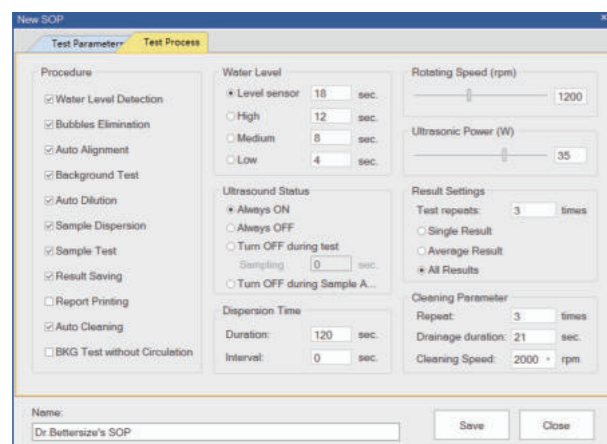 New SOP
Test Parameters
Test Process
Procedure
Water Level Detection
Bubbles Elimination
Auto Alignment
Background Test
Auto Dilution
Sample Dispersion
Sample Test
Result Saving
Report Printing
Auto Cleaning
BKG Test without Circulation
Water Level
Level sensor 18 sec.
High 12 sec.
Medium 8 sec.
Low 4 sec.
Ultrasound Status
Always ON
Always OFF
Turn OFF during test
Sampling 0 sec.
Turn OFF during Sample A...
Dispersion Time
Duration: 120 sec.
Interval: 0 sec.
Rotating Speed (rpm)
1200
Ultrasonic Power (W)
35
Result Settings
Test repeats: 3 times
Single Result
Average Result
All Results
Cleaning Parameter
Repeat: 3 times
Drainage duration: 21 sec.
Cleaning Speed: 2000 rpm
Name:
Dr.Bettersize's SOP
Save
Close